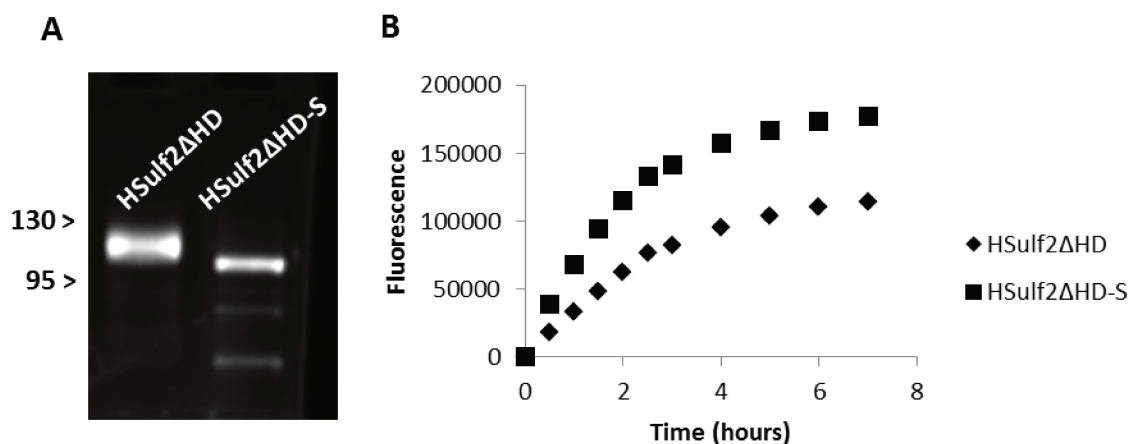 A
HSulf2ΔHD
HSulf2ΔHD-S
130 >
95 >
B
200000
150000
100000
50000
0
Fluorescence
0 2 4 6 8
Time (hours)
HSulf2ΔHD
HSulf2ΔHD-S